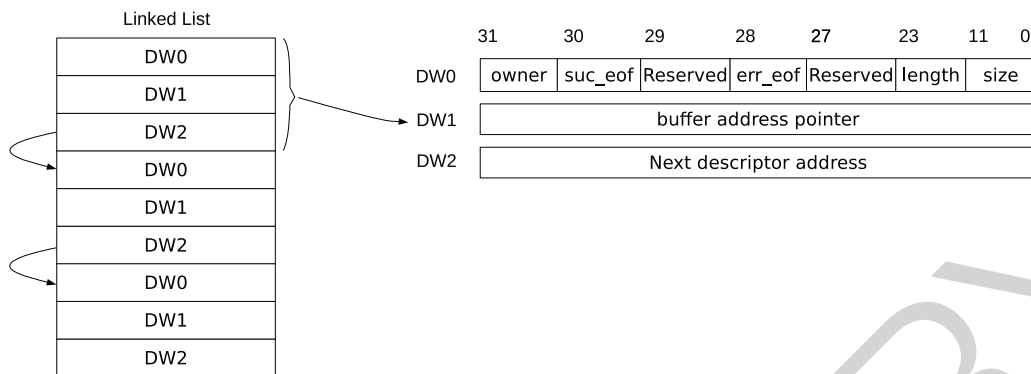 Linked List
DW0
DW1
DW2
DW0
DW1
DW2
DW0
DW1
DW2
31 30 29 28 27 23 11 0
DW0 owner suc_eof Reserved err_eof Reserved length size
DW1 buffer address pointer
DW2 Next descriptor address